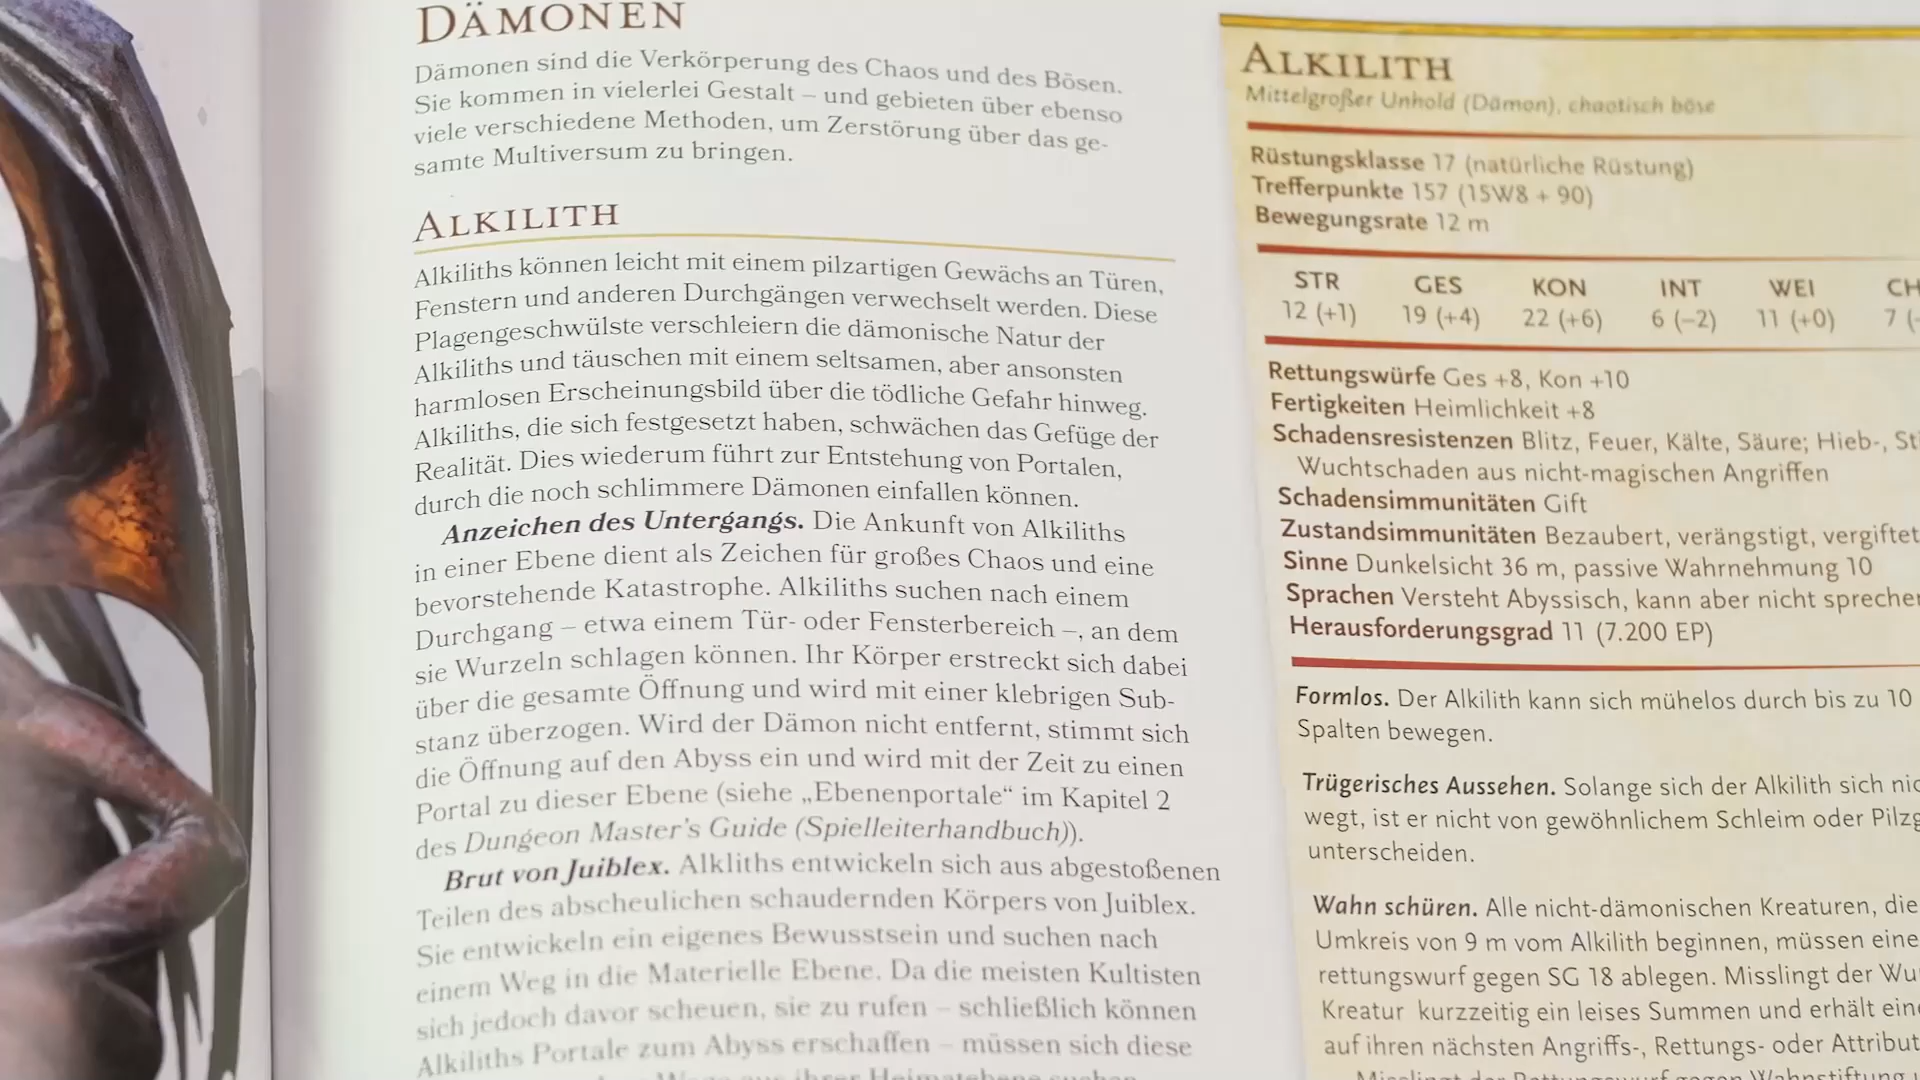 DÄMONEN
Dämonen sind die Verkörperung des Chaos und des Bösen.
Sie kommen in vielerlei Gestalt – und gebieten über ebenso
viele verschiedene Methoden, um Zerstörung über das ge-
samte Multiversum zu bringen.
ALKILITH
Alkiliths können leicht mit einem pilzartigen Gewächs an Türen,
Fenstern und anderen Durchgängen verwechselt werden. Diese
Plagengeschwülste verschleiern die dämonische Natur der
Alkiliths und täuschen mit einem seltsamen, aber ansonsten
harmlosen Erscheinungsbild über die tödliche Gefahr hinweg.
Alkiliths, die sich festgesetzt haben, schwächen das Gefüge der
Realität. Dies wiederum führt zur Entstehung von Portalen,
durch die noch schlimmere Dämonen einfallen können.
Anzeichen des Untergangs. Die Ankunft von Alkiliths
in einer Ebene dient als Zeichen für großes Chaos und eine
bevorstehende Katastrophe. Alkiliths suchen nach einem
Durchgang – etwa einem Tür- oder Fensterbereich –, an dem
sie Wurzeln schlagen können. Ihr Körper erstreckt sich dabei
über die gesamte Öffnung und wird mit einer klebrigen Sub-
stanz überzogen. Wird der Dämon nicht entfernt, stimmt sich
die Öffnung auf den Abyss ein und wird mit der Zeit zu einen
Portal zu dieser Ebene (siehe „Ebenenportale“ im Kapitel 2
des Dungeon Master's Guide (Spielleiterhandbuch)).
Brut von Juiblex. Alkliths entwickeln sich aus abgestoßenen
Teilen des abscheulichen schaudernden Körpers von Juiblex.
Sie entwickeln ein eigenes Bewusstsein und suchen nach
einem Weg in die Materielle Ebene. Da die meisten Kultisten
sich jedoch davor scheuen, sie zu rufen – schließlich können
Alkiliths Portale zum Abyss erschaffen – müssen sich diese
ALKILITH
Mittelgroßer Unhold (Dämon), chaotisch böse
Rüstungsklasse 17 (natürliche Rüstung)
Trefferpunkte 157 (15W8 + 90)
Bewegungsrate 12 m
STR GES KON INT WEI CH
12 (+1) 19 (+4) 22 (+6) 6 (–2) 11 (+0) 7 (–
Rettungswürfe Ges +8, Kon +10
Fertigkeiten Heimlichkeit +8
Schadensresistenzen Blitz, Feuer, Kälte, Säure; Hieb-, St
Wuchtschaden aus nicht-magischen Angriffen
Schadensimmunitäten Gift
Zustandsimmunitäten Bezaubert, verängstigt, vergiftet
Sinne Dunkelsicht 36 m, passive Wahrnehmung 10
Sprachen Versteht Abyssisch, kann aber nicht spreche
Herausforderungsgrad 11 (7.200 EP)
Formlos. Der Alkilith kann sich mühelos durch bis zu 10
Spalten bewegen.
Trügerisches Aussehen. Solange sich der Alkilith sich nic
wegt, ist er nicht von gewöhnlichem Schleim oder Pilzg
unterscheiden.
Wahn schüren. Alle nicht-dämonischen Kreaturen, die
Umkreis von 9 m vom Alkilith beginnen, müssen eine
rettungswurf gegen SG 18 ablegen. Misslingt der Wu
Kreatur kurzzeitig ein leises Summen und erhält ein
auf ihren nächsten Angriffs-, Rettungs- oder Attribut